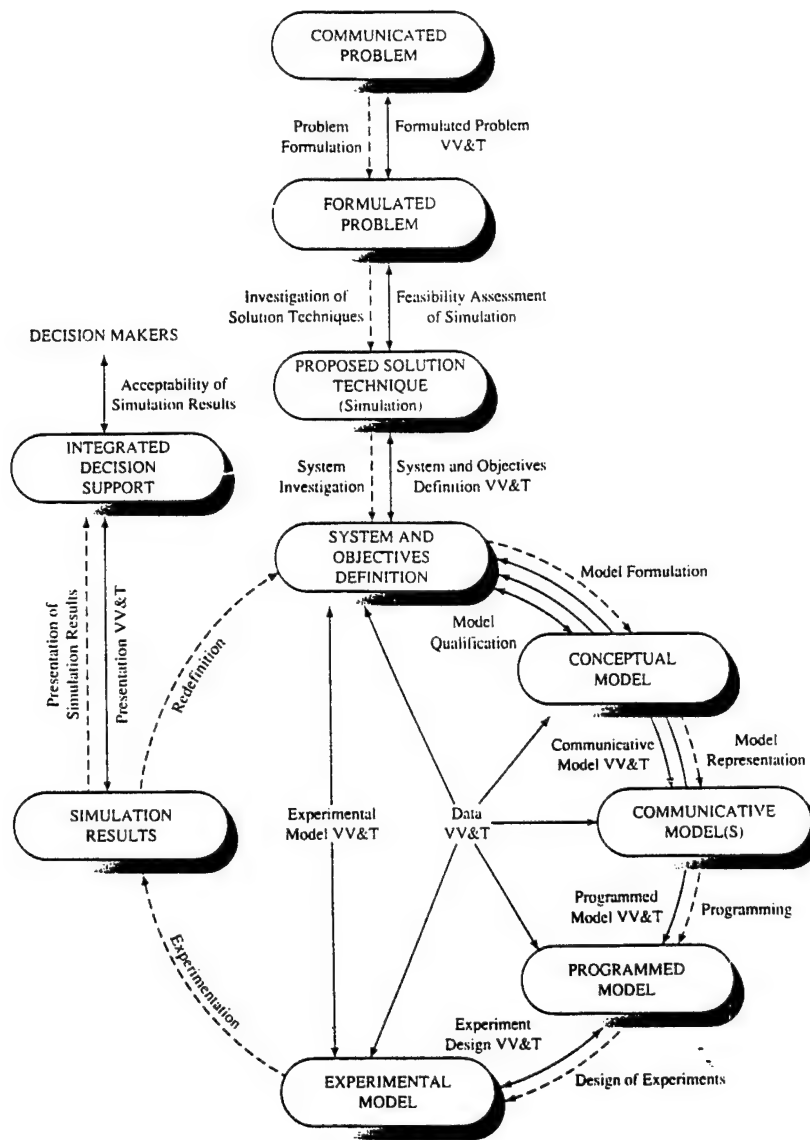 COMMUNICATED
PROBLEM
Problem
Formulation
Formulated Problem
VV&T
FORMULATED
PROBLEM
Investigation of
Solution Techniques
Feasibility Assessment
of Simulation
DECISION MAKERS
PROPOSED SOLUTION
TECHNIQUE
(Simulation)
Acceptability of
Simulation Results
INTEGRATED
DECISION
SUPPORT
System
Investigation
System and Objectives
Definition VV&T
SYSTEM AND
OBJECTIVES
DEFINITION
Model Formulation
Model
Qualification
CONCEPTUAL
MODEL
Presentation of
Simulation Results
Presentation VV&T
Redefinition
Communicative
Model VV&T
Model
Representation
SIMULATION
RESULTS
Experimental
Model VV&T
Data
VV&T
COMMUNICATIVE
MODEL(S)
Programmed
Model VV&T
Programming
Experimentation
PROGRAMMED
MODEL
Experiment
Design VV&T
Design of Experiments
EXPERIMENTAL
MODEL